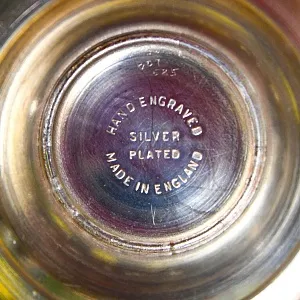 HAND ENGRAVED
SILVER
PLATED
MADE IN ENGLAND